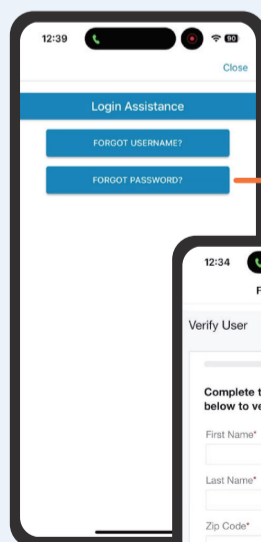 12:39
90
Close
Login Assistance
FORGOT USERNAME?
FORGOT PASSWORD?
12:34
F
Verify User
Complete t
below to ve
First Name*
Last Name*
Zip Code*